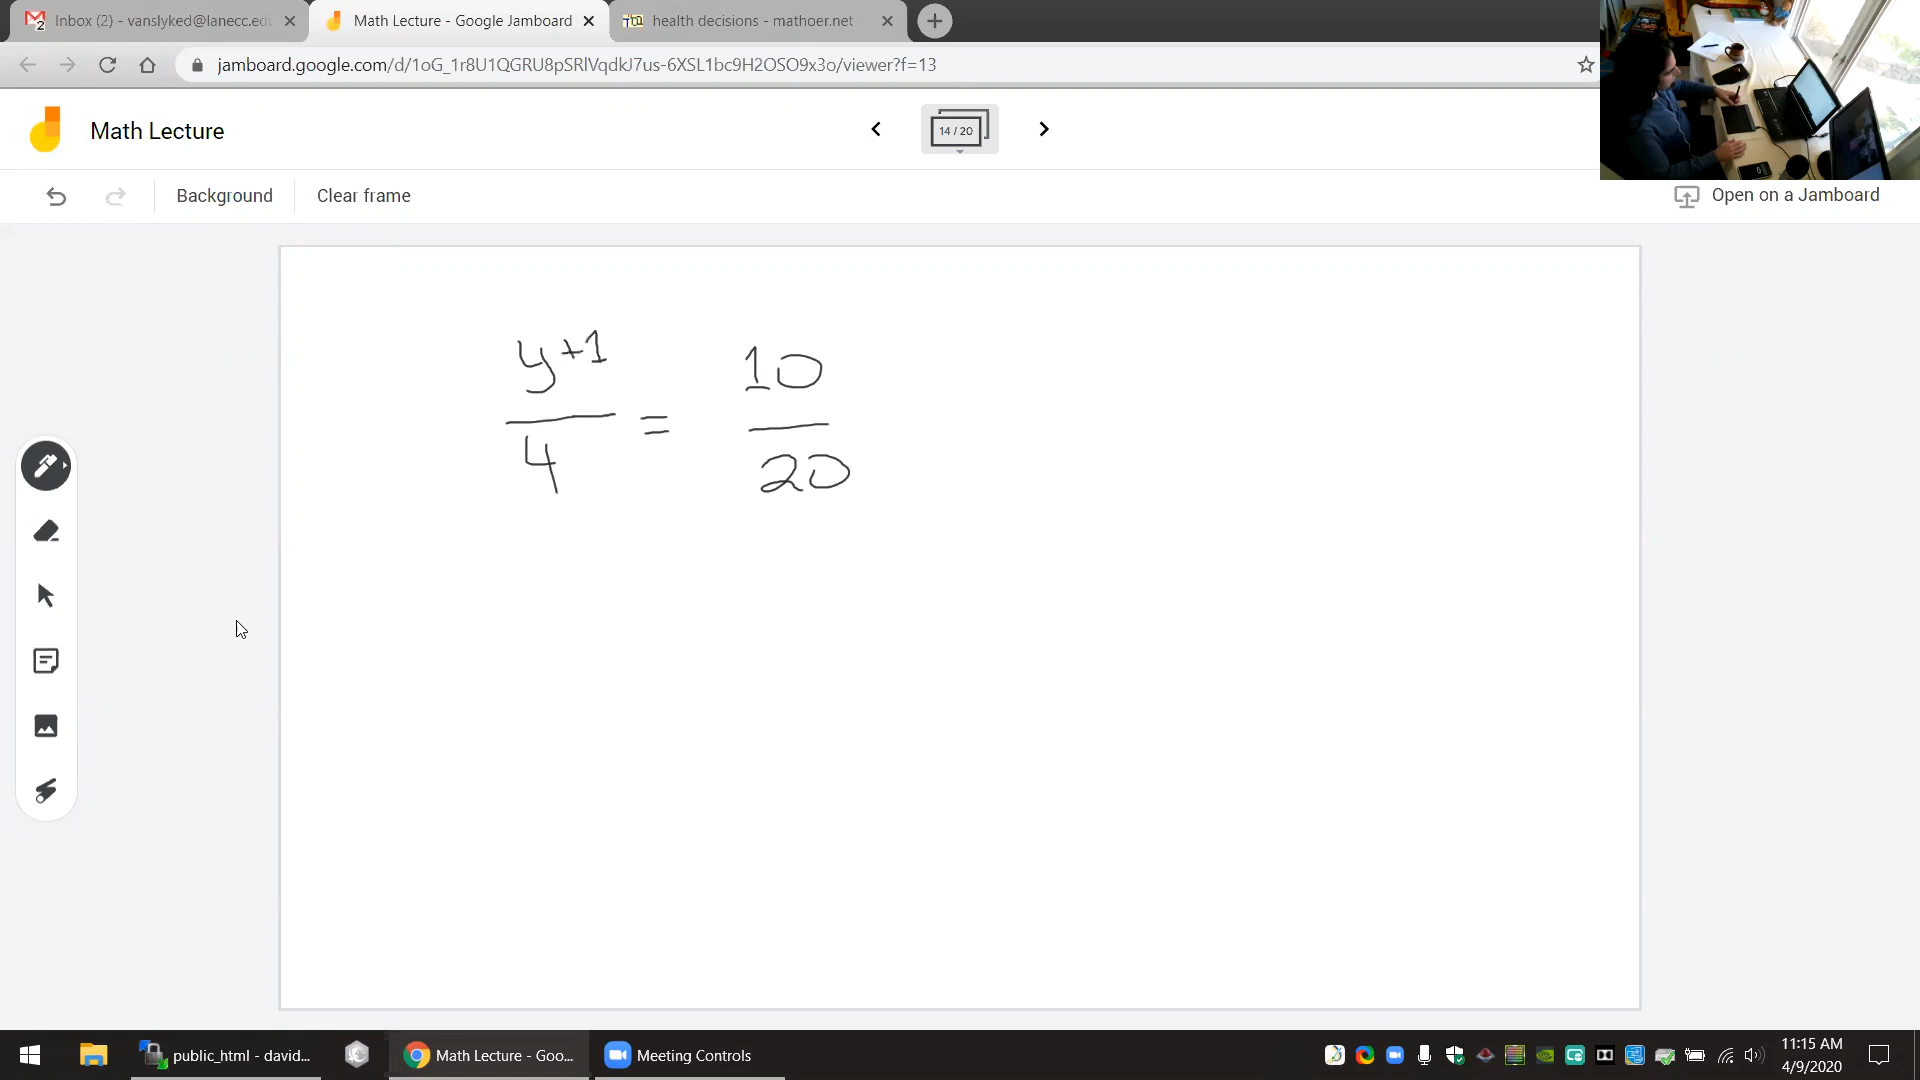 Inbox (2) - vanslyked@lanecc.edu
Math Lecture - Google Jamboard
health decisions - mathoer.net
jamboard.google.com/d/1oG_1r8U1QGRU8pSRlVqdkJ7us-6XSL1bc9H2OSO9x3o/viewer?f=13
Math Lecture
14 / 20
Background
Clear frame
Open on a Jamboard
y+1
10
=
4
20
public_html - david...
Math Lecture - Goo...
Meeting Controls
11:15 AM
4/9/2020